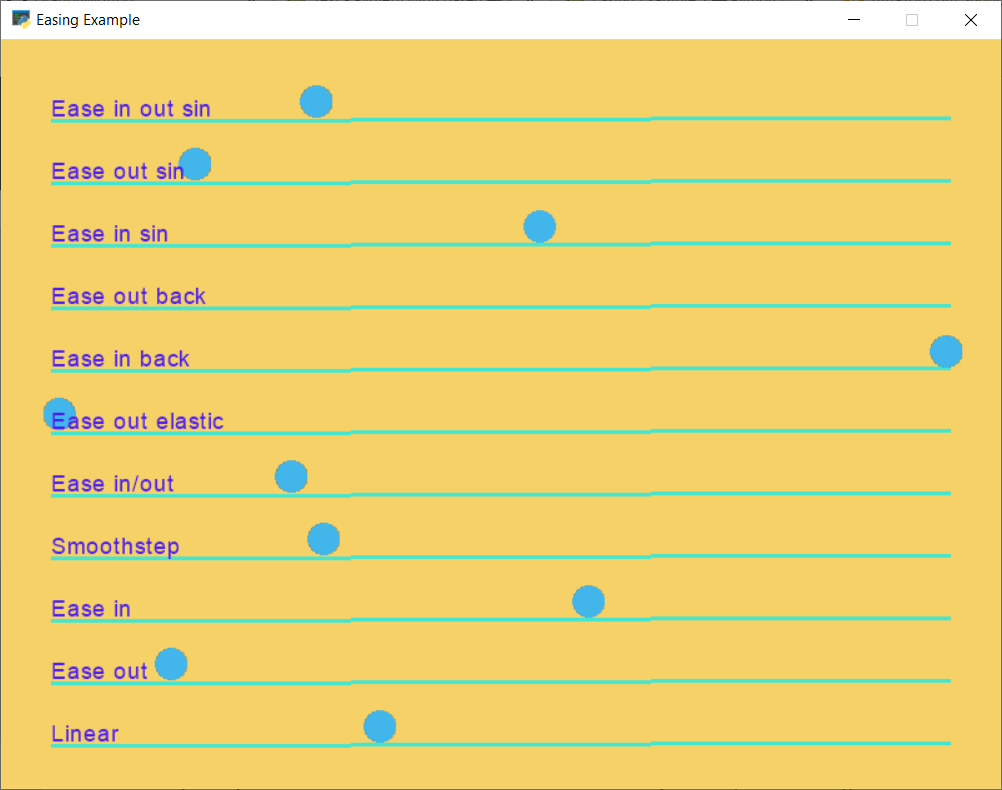 Easing Example
Ease in out sin
Ease out sin
Ease in sin
Ease out back
Ease in back
Ease out elastic
Ease in/out
Smoothstep
Ease in
Ease out
Linear